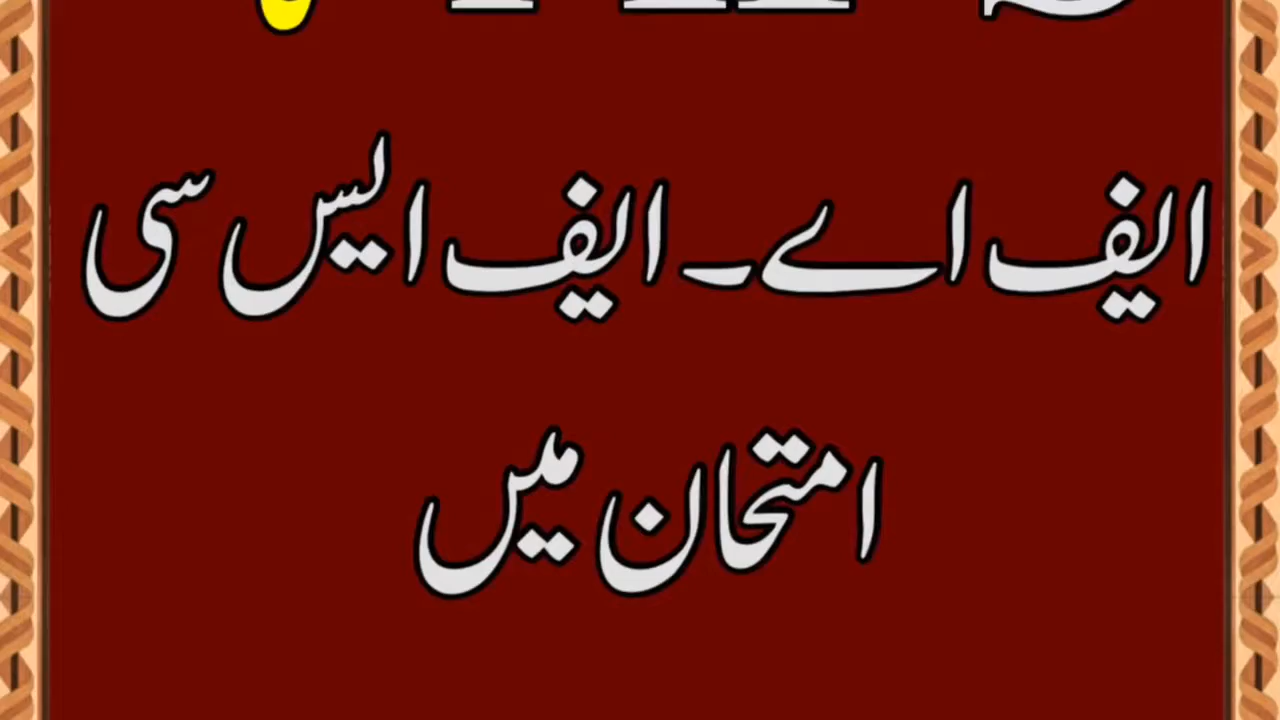 ایف اے۔ ایف ایس سی
امتحان میں